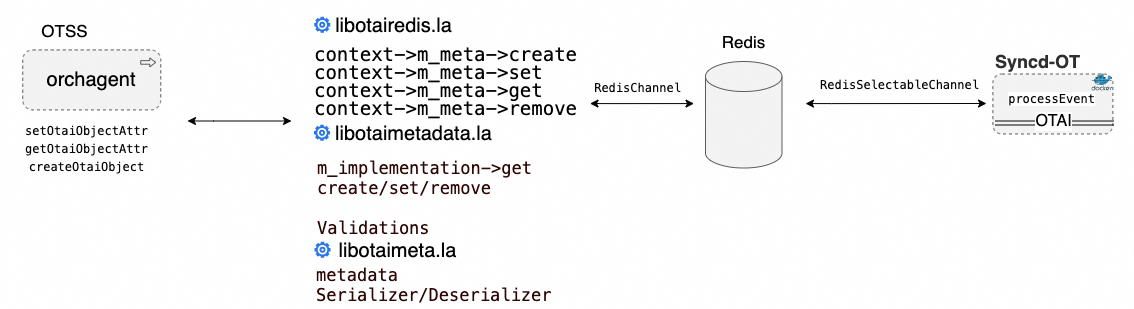 OTSS
orchagent
setOtaiObjectAttr
getOtaiObjectAttr
createOtaiObject
libotairedis.la
context->m_meta->create
context->m_meta->set
context->m_meta->get
context->m_meta->remove
libotaimetadata.la
m_implementation->get
create/set/remove
Validations
libotaimeta.la
metadata
Serializer/Deserializer
RedisChannel
Redis
RedisSelectableChannel
Syncd-OT
docker
processEvent
OTAI